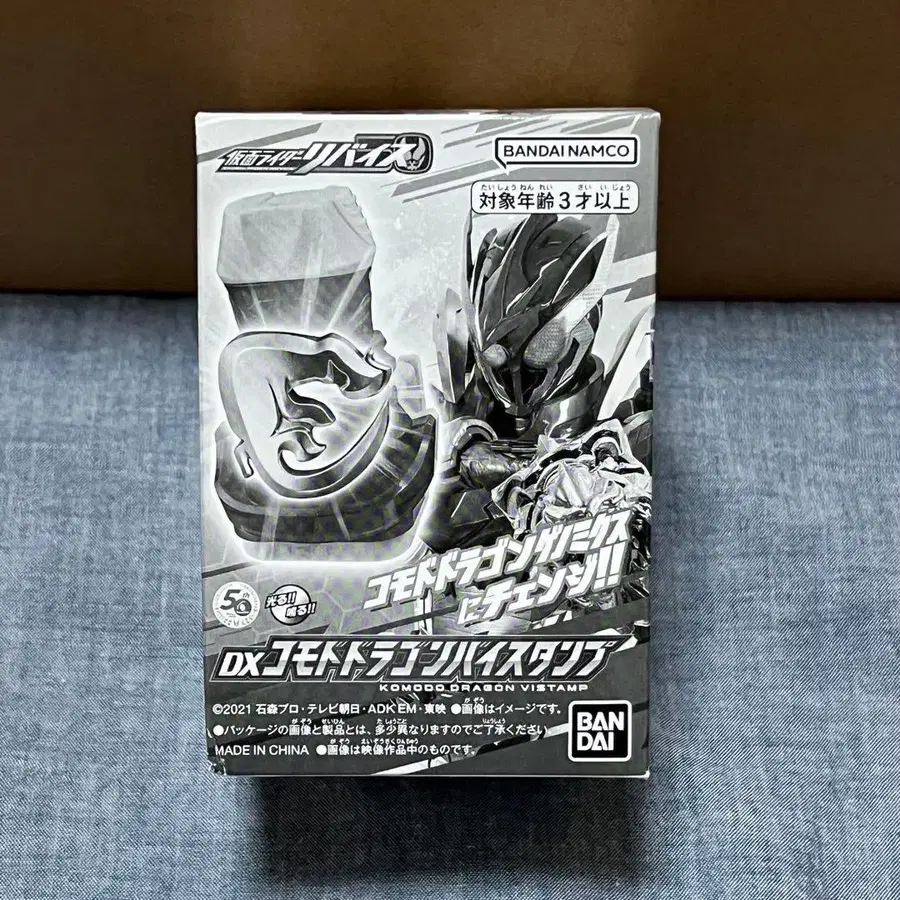 仮面ライダーリバイス
BANDAI NAMCO
たいしょうねんれい さいいじょう
対象年齢3才以上
コモドドラゴンゲノミクス
にチェンジ!!
50th
光る!!
鳴る!!
DXコモドドラゴンバイスタンプ
KOMODO DRAGON VISTAMP
©2021 石森プロ・テレビ朝日・ADK EM・東映 ●画像はイメージです。
●パッケージの画像と製品とは、多少異なりますのでご了承ください。
MADE IN CHINA ●画像は映像作品中のものです。
BAN
DAI